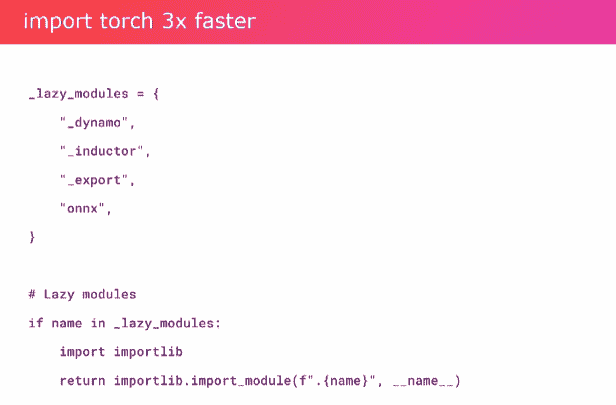 import torch 3x faster
_lazy_modules = {
    "_dynamo",
    "_inductor",
    "_export",
    "onnx",
}
# Lazy modules
if name in _lazy_modules:
    import importlib
    return importlib.import_module(f".{name}", __name__)